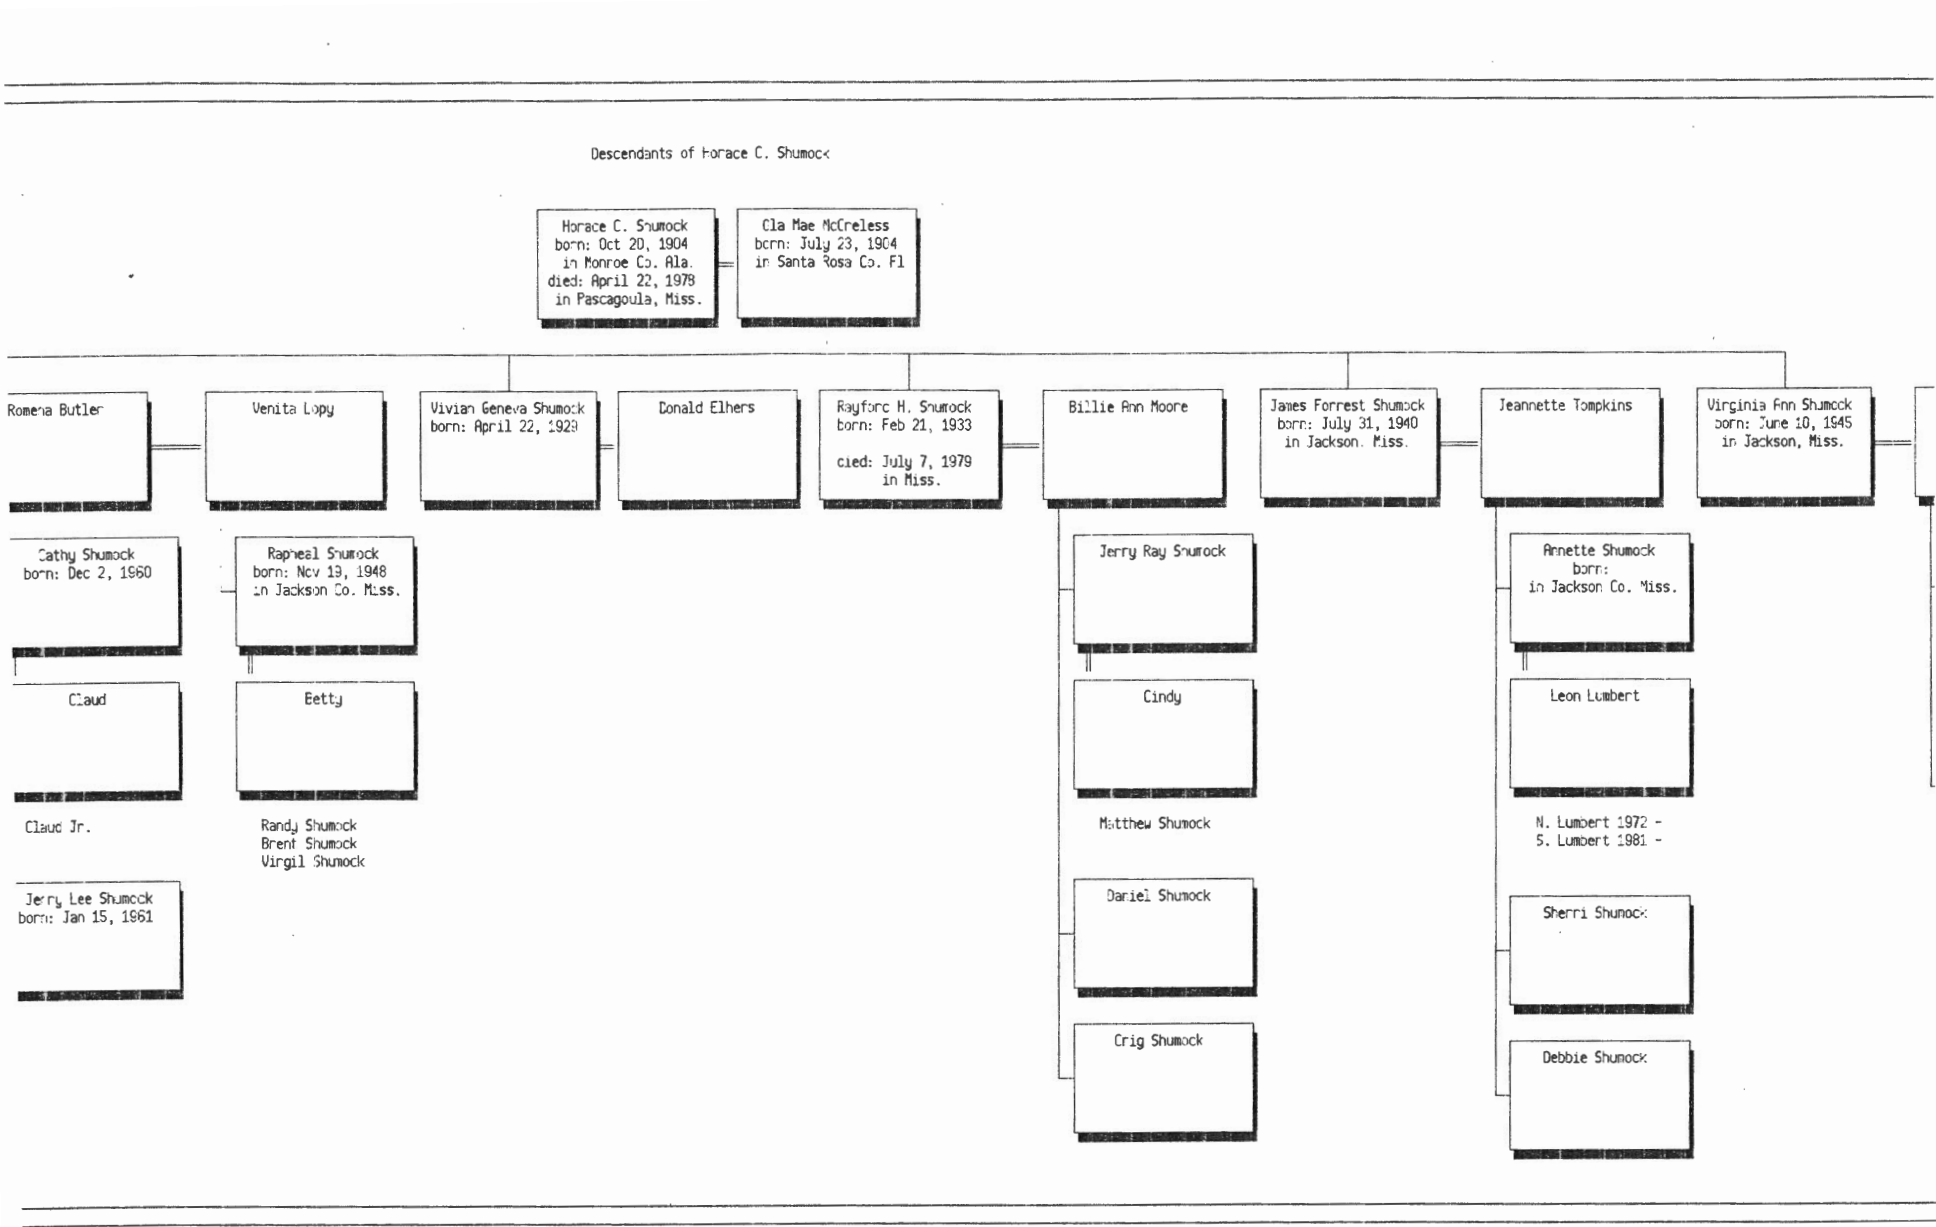 Descendants of Horace C. Shumock
Horace C. Shumock
born: Oct 20, 1904
in Monroe Co. Ala.
died: April 22, 1978
in Pascagoula, Miss.
Mae McCreless
born: July 23, 1904
in Santa Rosa Co. Fl
Romena Butler
Venita Lopy
Vivian Geneva Shumock
born: April 22, 1929
Donald Elhers
Rayford H. Shumock
born: Feb 21, 1933
died: July 7, 1979
in Miss.
Billie Ann Moore
James Forrest Shumock
born: July 31, 1940
in Jackson. Miss.
Jeannette Tompkins
Virginia Ann Shumock
born: June 10, 1945
in Jackson, Miss.
Cathy Shumock
born: Dec 2, 1960
Claud
Claud Jr.
Jerry Lee Shumock
born: Jan 15, 1961
Rapheal Shumock
born: Nov 19, 1948
in Jackson Co. Miss.
Betty
Randy Shumock
Brent Shumock
Virgil Shumock
Jerry Ray Shumock
Cindy
Matthew Shumock
Daniel Shumock
Crig Shumock
Annette Shumock
born:
in Jackson Co. Miss.
Leon Lumbert
N. Lumbert 1972 -
S. Lumbert 1981 -
Sherri Shumock
Debbie Shumock